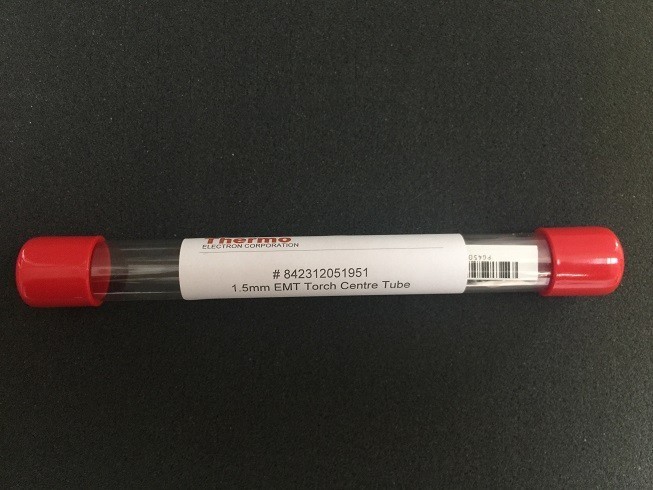 Thermo
ELECTRON CORPORATION
# 842312051951
1.5mm EMT Torch Centre Tube